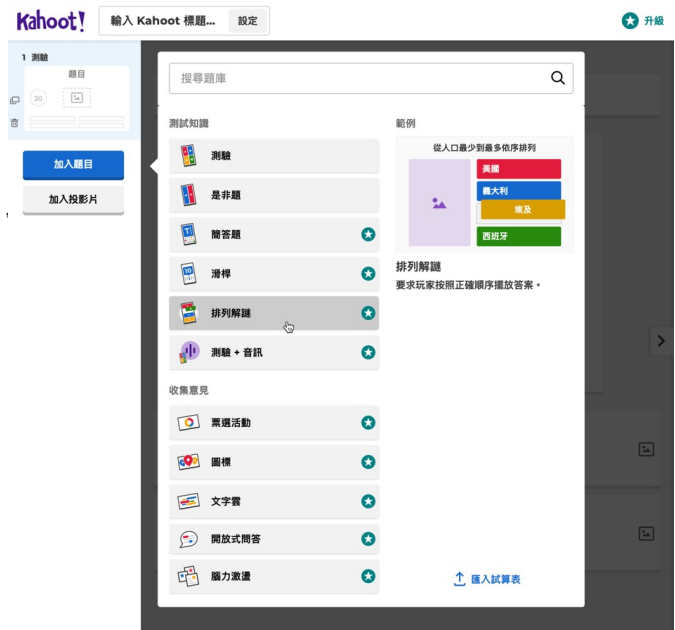 Kahoot!
輸入 Kahoot 標題...
設定
升級
1 測驗
題目
20
加入題目
加入投影片
搜尋題庫
測試知識
測驗
是非題
簡答題
滑桿
排列解謎
測驗 + 音訊
收集意見
票選活動
圖標
文字雲
開放式問答
腦力激盪
範例
從人口最少到最多依序排列
美國
義大利
埃及
西班牙
排列解謎
要求玩家按照正確順序擺放答案。
匯入試算表